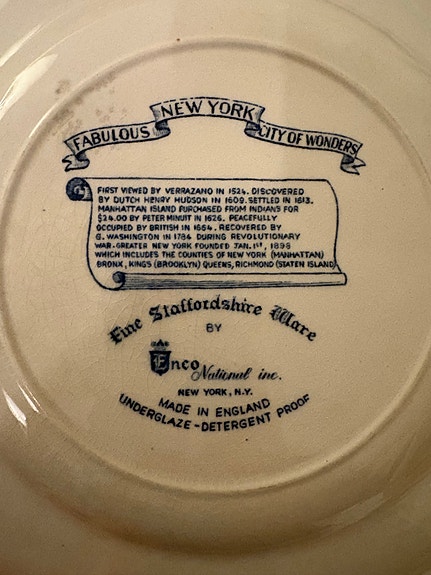 FABULOUS NEW YORK CITY OF WONDERS
FIRST VIEWED BY VERRAZANO IN 1524. DISCOVERED
BY DUTCH HENRY HUDSON IN 1609. SETTLED IN 1613.
MANHATTAN ISLAND PURCHASED FROM INDIANS FOR
$24.00 BY PETER MINUIT IN 1626. PEACEFULLY
OCCUPIED BY BRITISH IN 1664. RECOVERED BY
G. WASHINGTON IN 1784 DURING REVOLUTIONARY
WAR. GREATER NEW YORK FOUNDED JAN. 1ST, 1898
WHICH INCLUDES THE COUNTIES OF NEW YORK (MANHATTAN)
BRONX, KINGS (BROOKLYN) QUEENS, RICHMOND (STATEN ISLAND)
Fine Staffordshire Ware
BY
Enco
National inc.
NEW YORK, N.Y.
MADE IN ENGLAND
UNDERGLAZE-DETERGENT PROOF